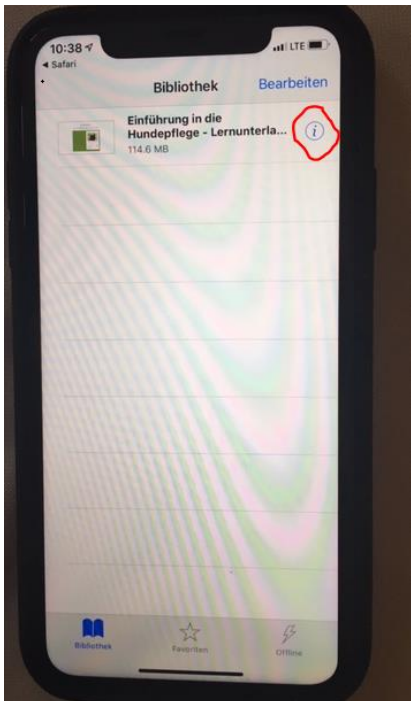 10:38
LTE
Safari
Bibliothek
Bearbeiten
Einführung in die
Hundepflege - Lernunterla...
114.6 MB
i
Bibliothek
Favoriten
Offline